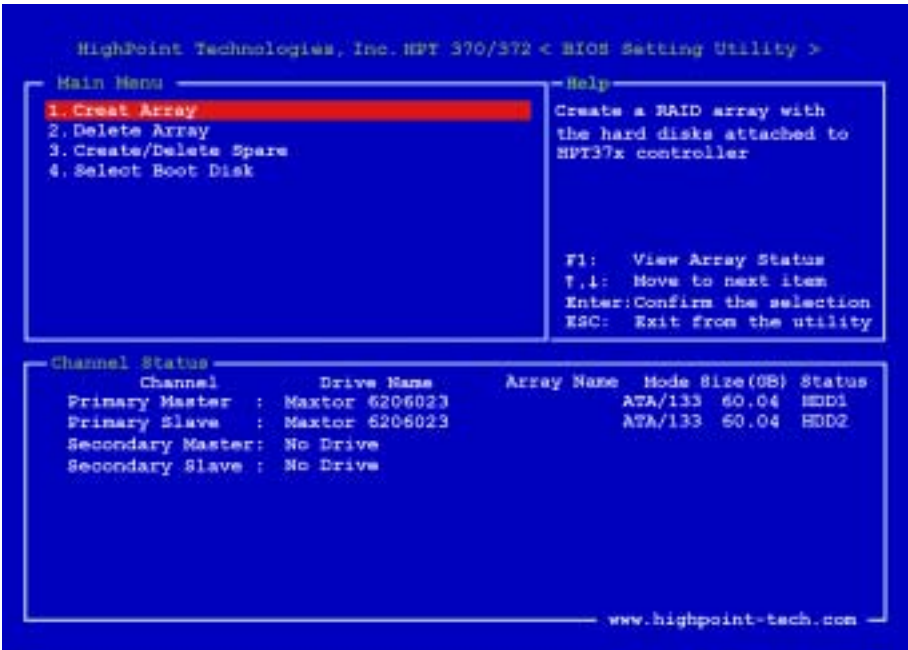 HighPoint Technologies, Inc. HPT 370/372 < BIOS Setting Utility >
Main Menu
1. Creat Array
2. Delete Array
3. Create/Delete Spare
4. Select Boot Disk
Help
Create a RAID array with
the hard disks attached to
HPT37x controller
F1: View Array Status
↑,↓: Move to next item
Enter:Confirm the selection
ESC: Exit from the utility
Channel Status
Channel Drive Name Array Name Mode Size(GB) Status
Primary Master : Maxtor 6206023 ATA/133 60.04 HDD1
Primary Slave : Maxtor 6206023 ATA/133 60.04 HDD2
Secondary Master: No Drive
Secondary Slave : No Drive
www.highpoint-tech.com